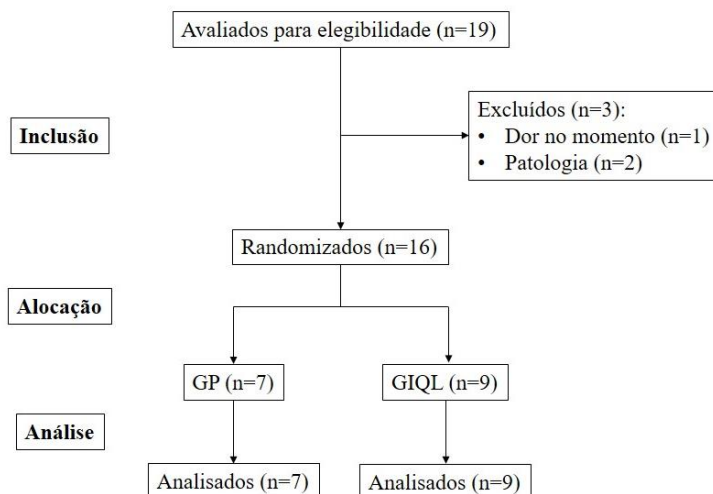 Avaliados para elegibilidade (n=19)
Inclusão
Excluídos (n=3):
• Dor no momento (n=1)
• Patologia (n=2)
Randomizados (n=16)
Alocação
GP (n=7)
GIQL (n=9)
Análise
Analisados (n=7)
Analisados (n=9)